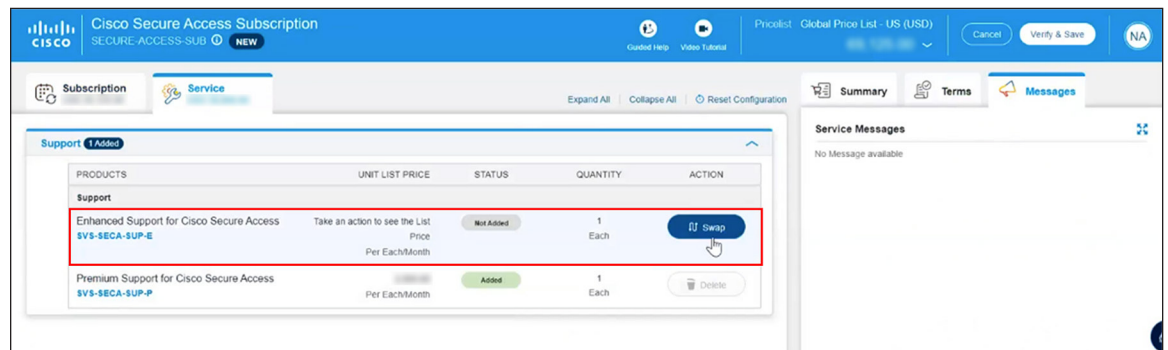 CISCO
Cisco Secure Access Subscription
SECURE-ACCESS-SUB NEW
Guided Help Video Tutorial
Pricelist Global Price List - US (USD)
Cancel Verify & Save NA
Subscription Service
Expand All Collapse All Reset Configuration
Summary Terms Messages
Support 1 Added
Service Messages
No Message available
PRODUCTS UNIT LIST PRICE STATUS QUANTITY ACTION
Support
Enhanced Support for Cisco Secure Access Take an action to see the List Not Added 1 Swap
SVS-SECA-SUP-E Price Each
Per Each/Month
Premium Support for Cisco Secure Access Added 1 Delete
SVS-SECA-SUP-P Per Each/Month Each